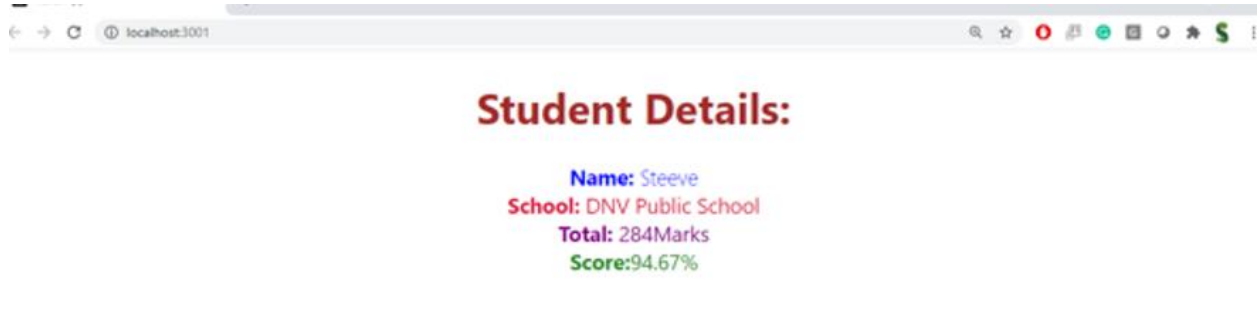 localhost:3001
Student Details:
Name: Steeve
School: DNV Public School
Total: 284Marks
Score:94.67%